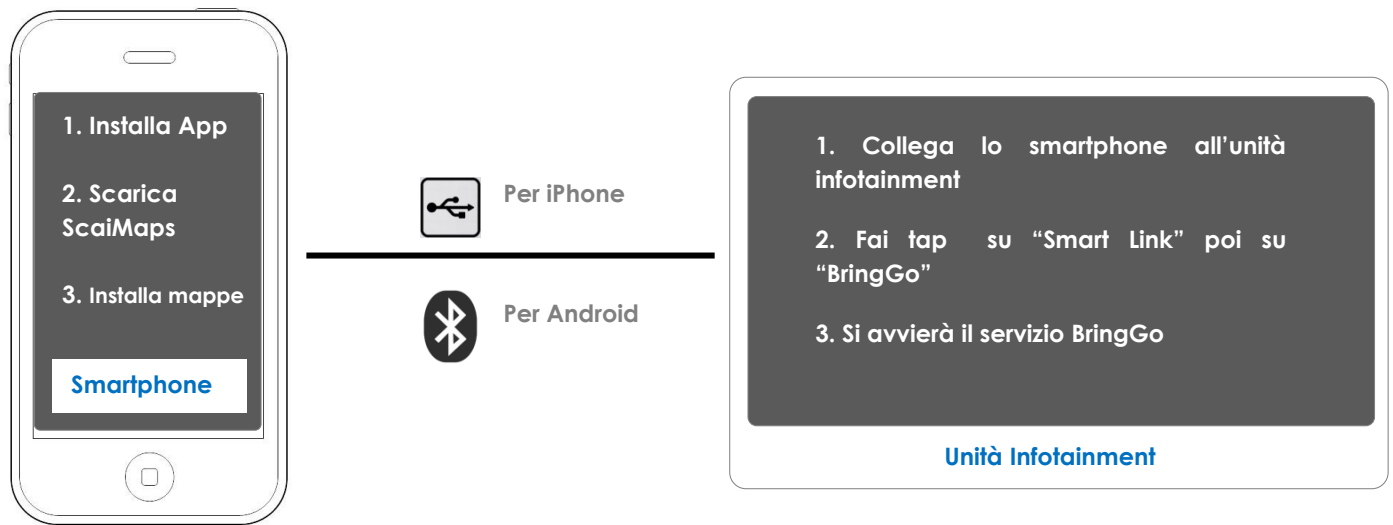 1. Installa App
2. Scarica
ScaiMaps
3. Installa mappe
Smartphone
Per iPhone
Per Android
1. Collega lo smartphone all’unità
infotainment
2. Fai tap su “Smart Link” poi su
“BringGo”
3. Si avvierà il servizio BringGo
Unità Infotainment